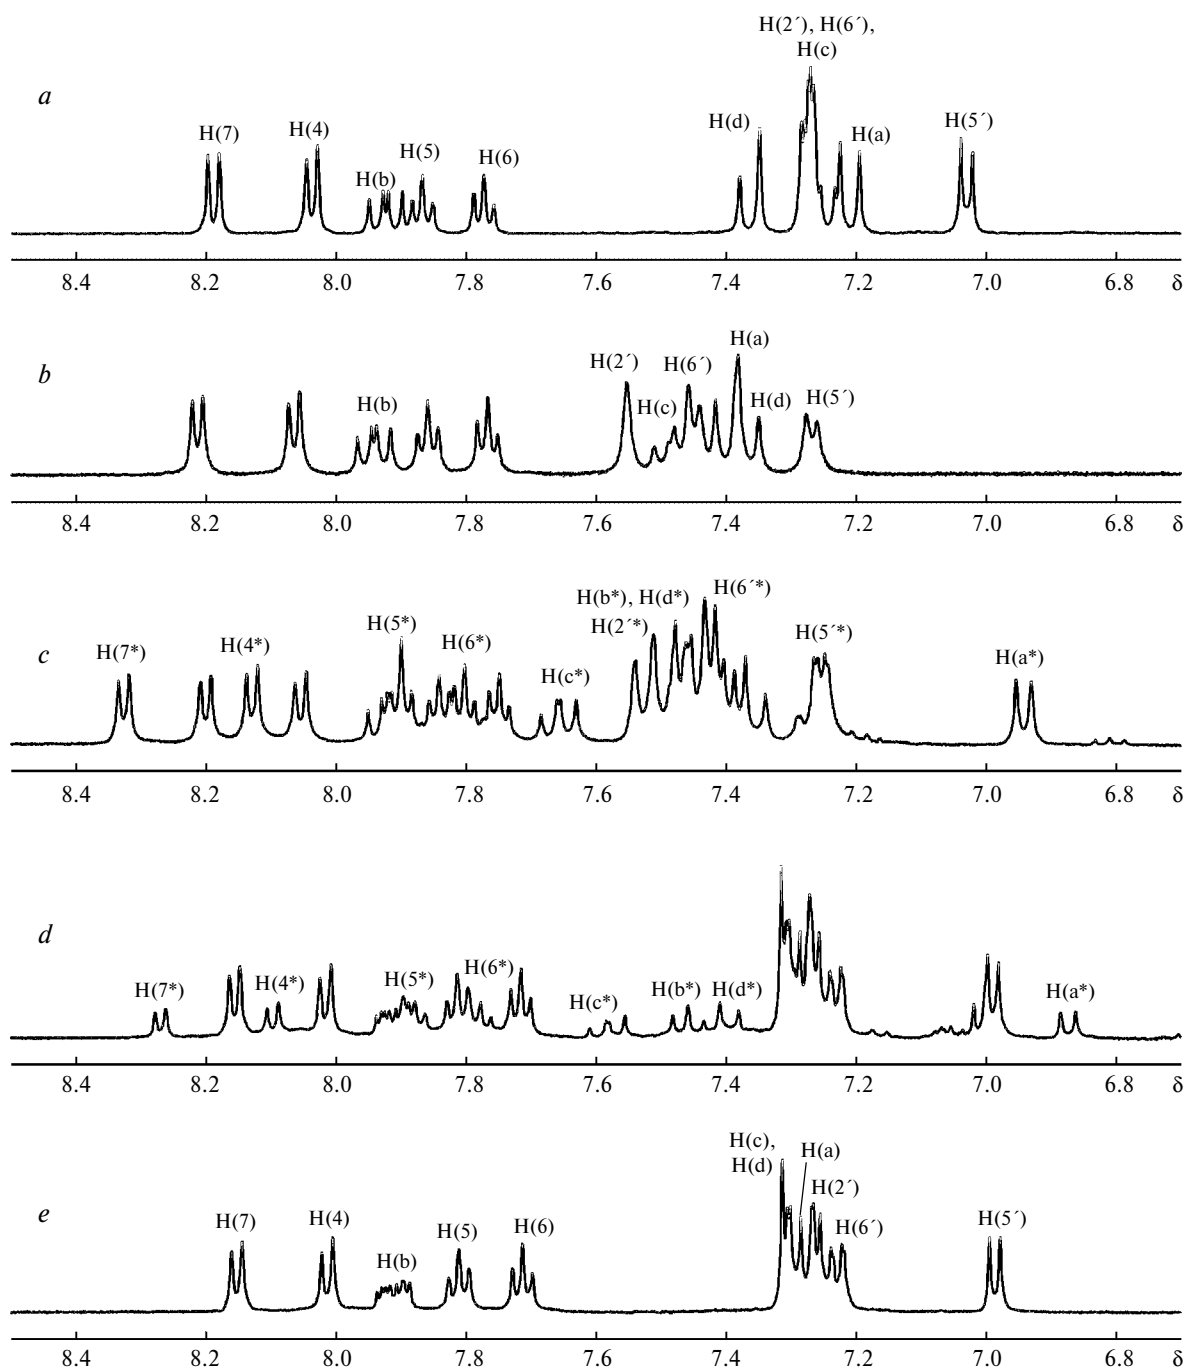 H(2´), H(6´),
H(c)
a
H(7)
H(4)
H(b)
H(5)
H(6)
H(d)
H(a)
H(5´)
8.4 8.2 8.0 7.8 7.6 7.4 7.2 7.0 6.8 δ
b
H(b)
H(2´)
H(c)
H(6´)
H(a)
H(d)
H(5´)
8.4 8.2 8.0 7.8 7.6 7.4 7.2 7.0 6.8 δ
c
H(7*)
H(4*)
H(5*)
H(6*)
H(c*)
H(b*), H(d*)
H(2´*)
H(6´*)
H(5´*)
H(a*)
8.4 8.2 8.0 7.8 7.6 7.4 7.2 7.0 6.8 δ
d
H(7*)
H(4*)
H(5*)
H(6*)
H(c*)
H(b*)
H(d*)
H(a*)
8.4 8.2 8.0 7.8 7.6 7.4 7.2 7.0 6.8 δ
e
H(7)
H(4)
H(b)
H(5)
H(6)
H(c),
H(d)
H(a)
H(2´)
H(6´)
H(5´)
8.4 8.2 8.0 7.8 7.6 7.4 7.2 7.0 6.8 δ